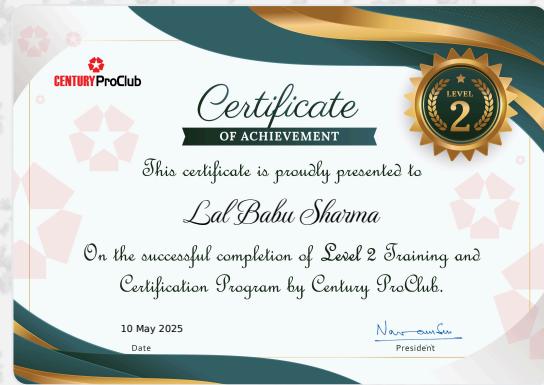 CENTURY ProClub
Certificate
OF ACHIEVEMENT
LEVEL
2
This certificate is proudly presented to
Lal Babu Sharma
On the successful completion of Level 2 Training and
Certification Program by Century ProClub.
10 May 2025
Date
President